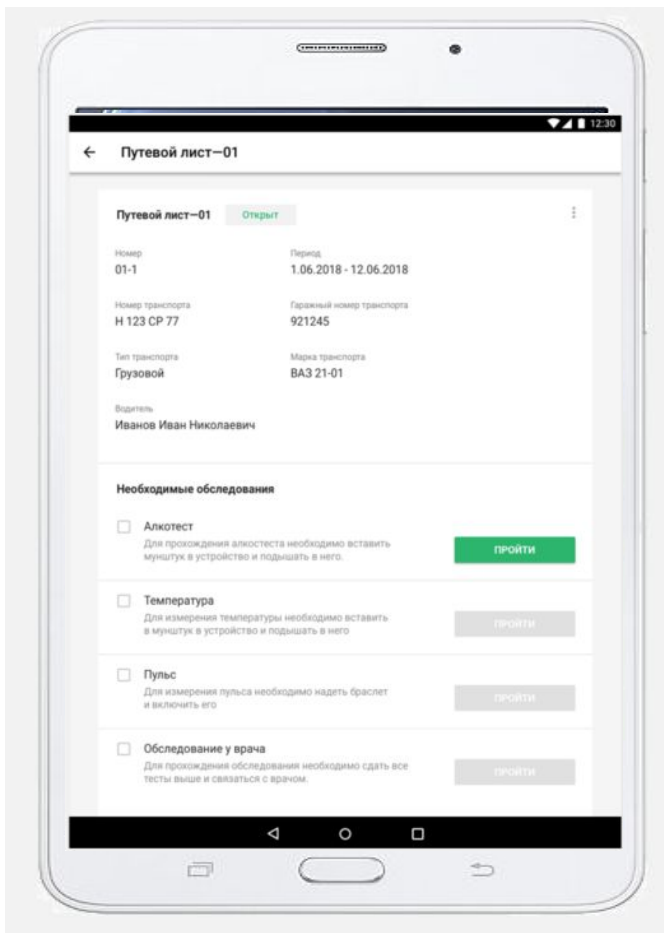 12:30
Путевой лист—01
Путевой лист—01 Открыт
Номер Период
01-1 1.06.2018 - 12.06.2018
Номер транспорта Гаражный номер транспорта
Н 123 СР 77 921245
Тип транспорта Марка транспорта
Грузовой ВАЗ 21-01
Водитель
Иванов Иван Николаевич
Необходимые обследования
Алкотест
Для прохождения алкостеста необходимо вставить
мунштук в устройство и подышать в него.
ПРОЙТИ
Температура
Для измерения температуры необходимо вставить
в мунштук в устройство и подышать в него
ПРОЙТИ
Пульс
Для измерения пульса необходимо надеть браслет
и включить его
ПРОЙТИ
Обследование у врача
Для прохождения обследования необходимо сдать все
тесты выше и связаться с врачом.
ПРОЙТИ